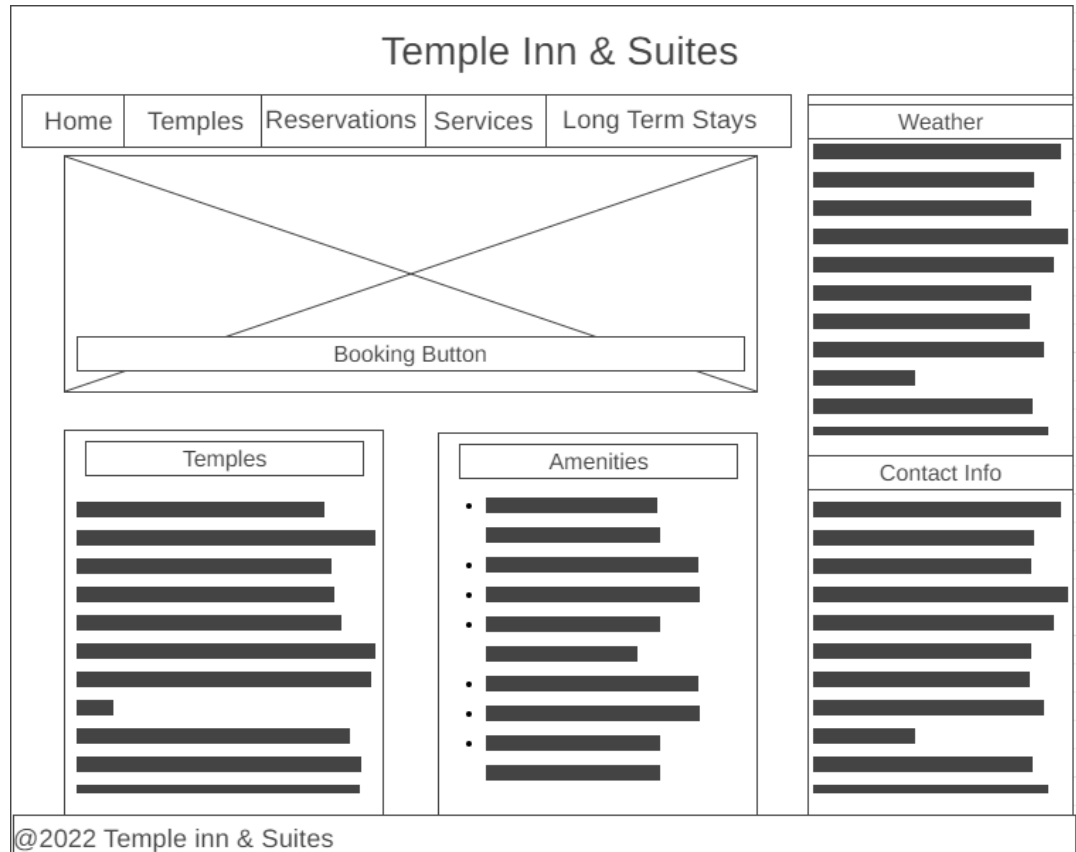 Temple Inn & Suites
Home Temples Reservations Services Long Term Stays
Weather
Booking Button
Temples
Amenities
Contact Info
@2022 Temple inn & Suites